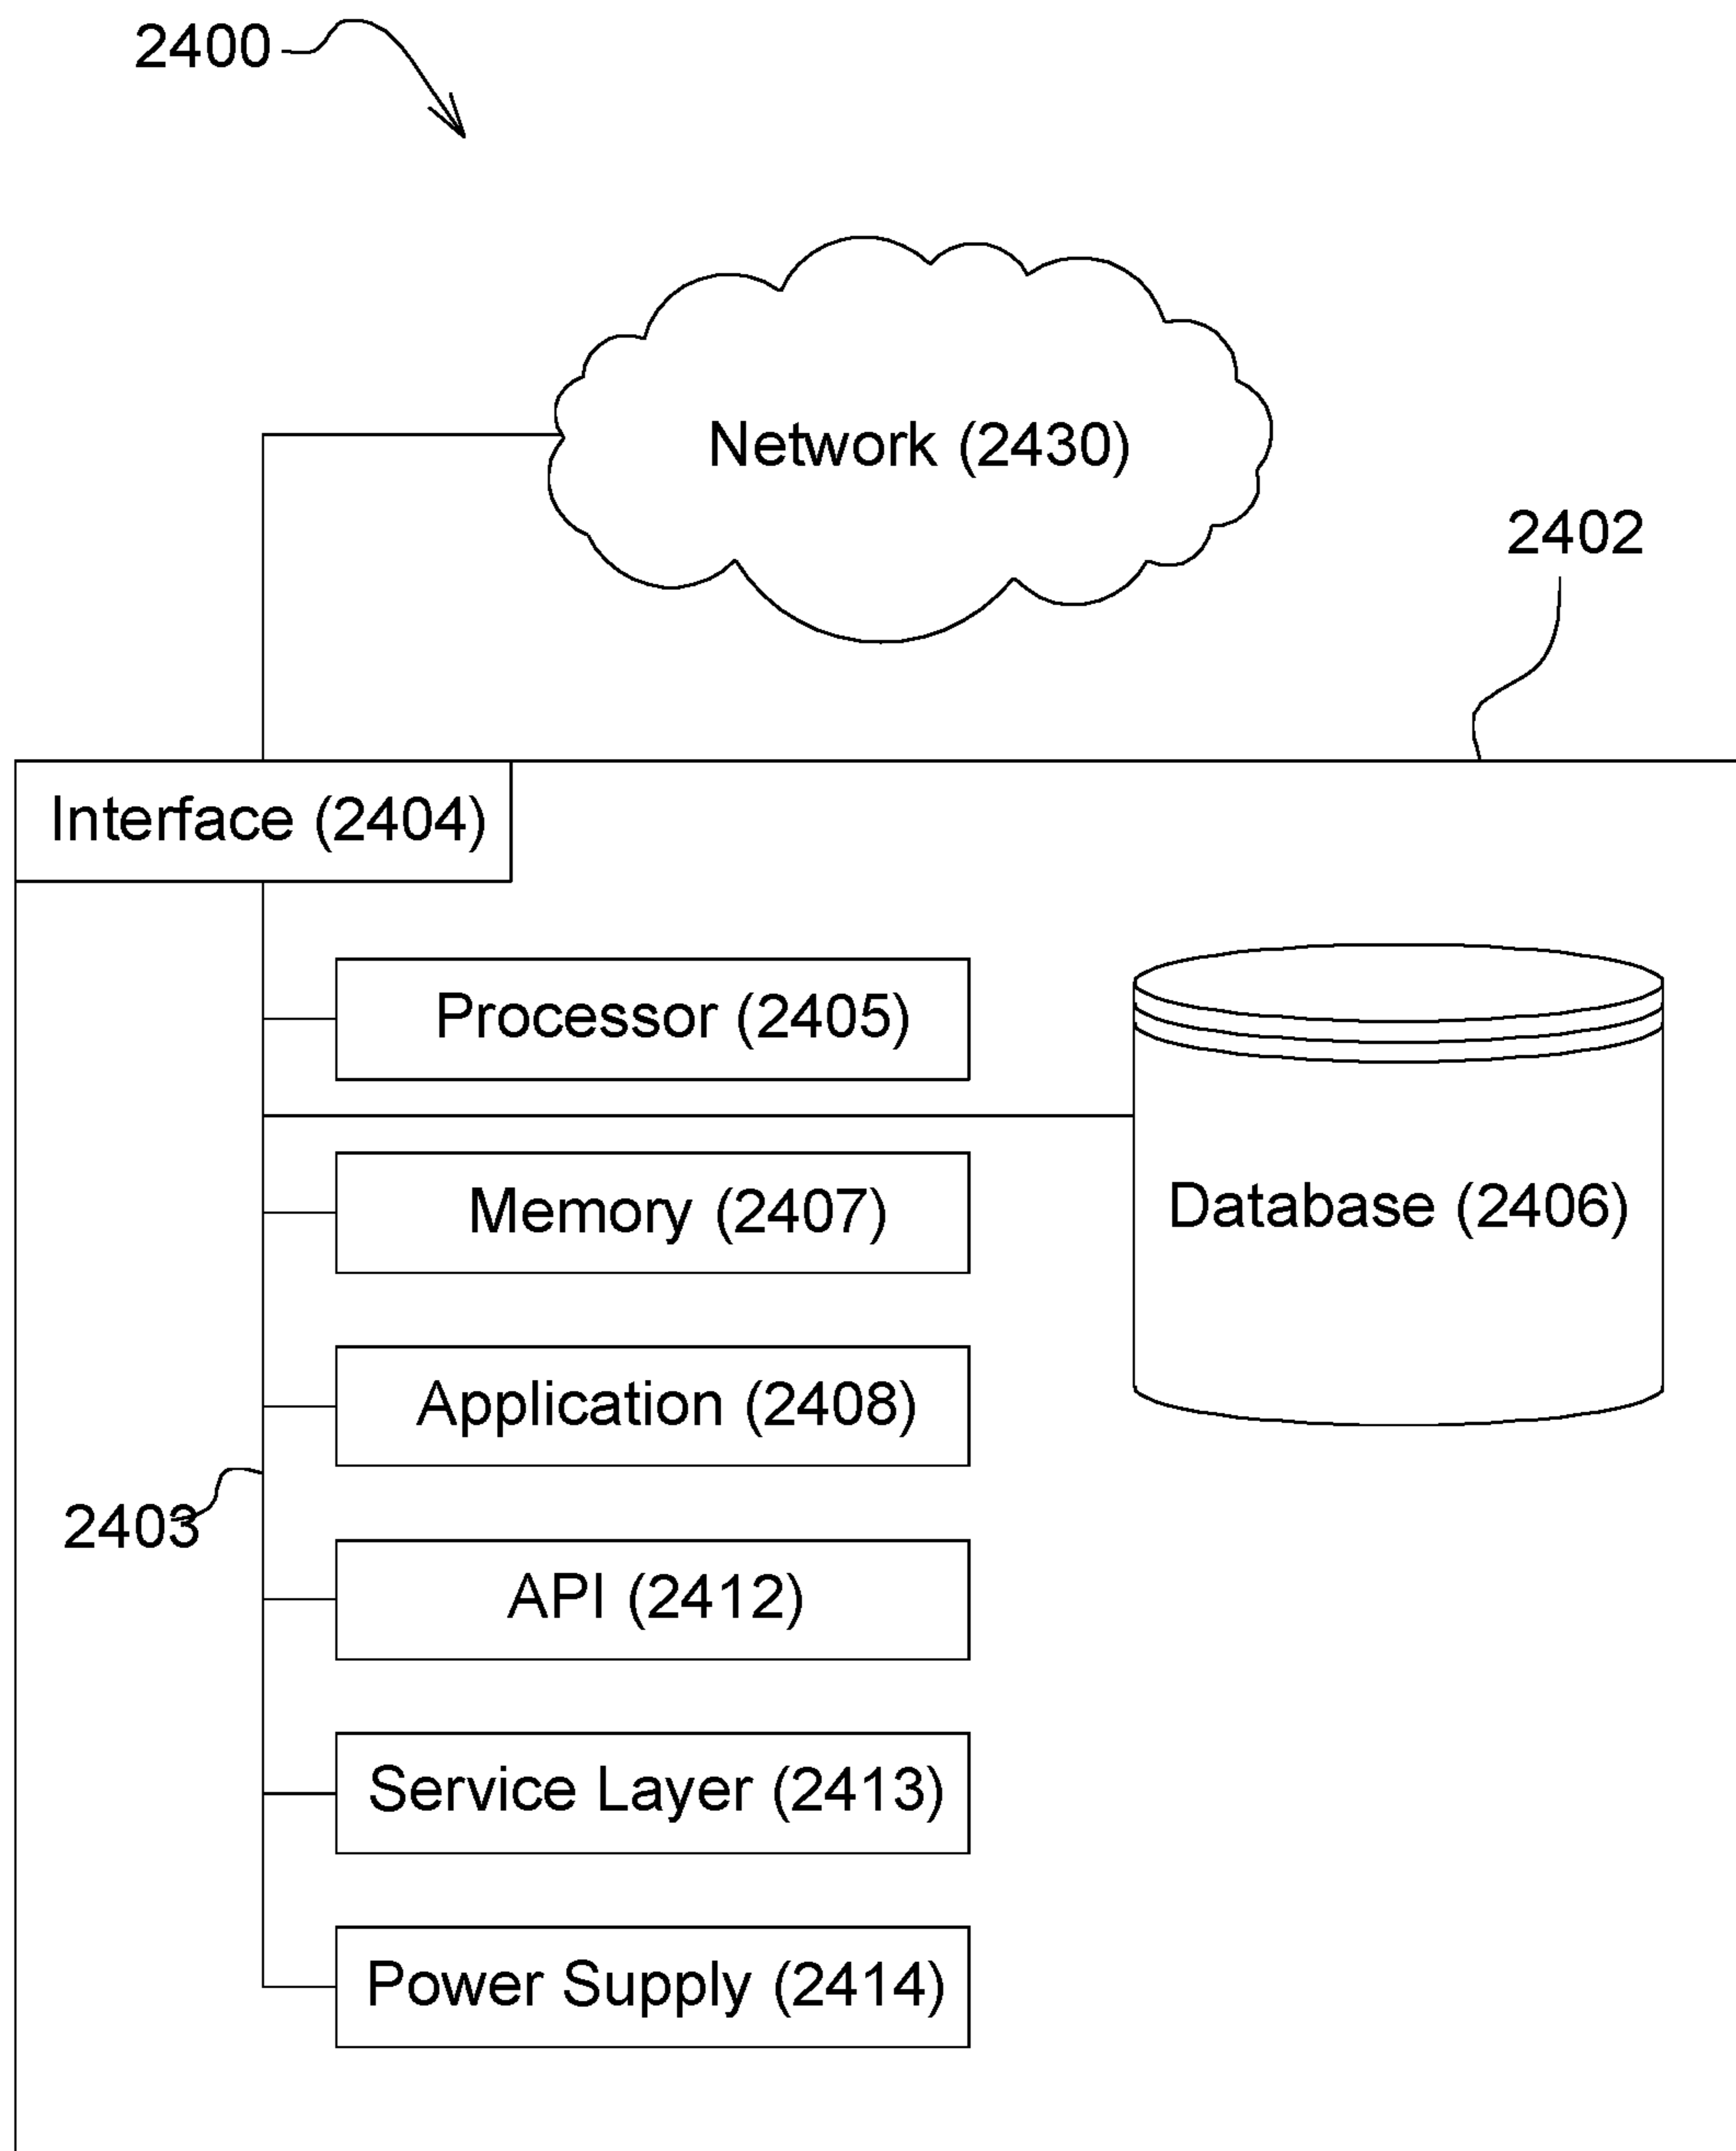 2400
Network (2430)
2402
Interface (2404)
Processor (2405)
Memory (2407)
Database (2406)
Application (2408)
2403
API (2412)
Service Layer (2413)
Power Supply (2414)